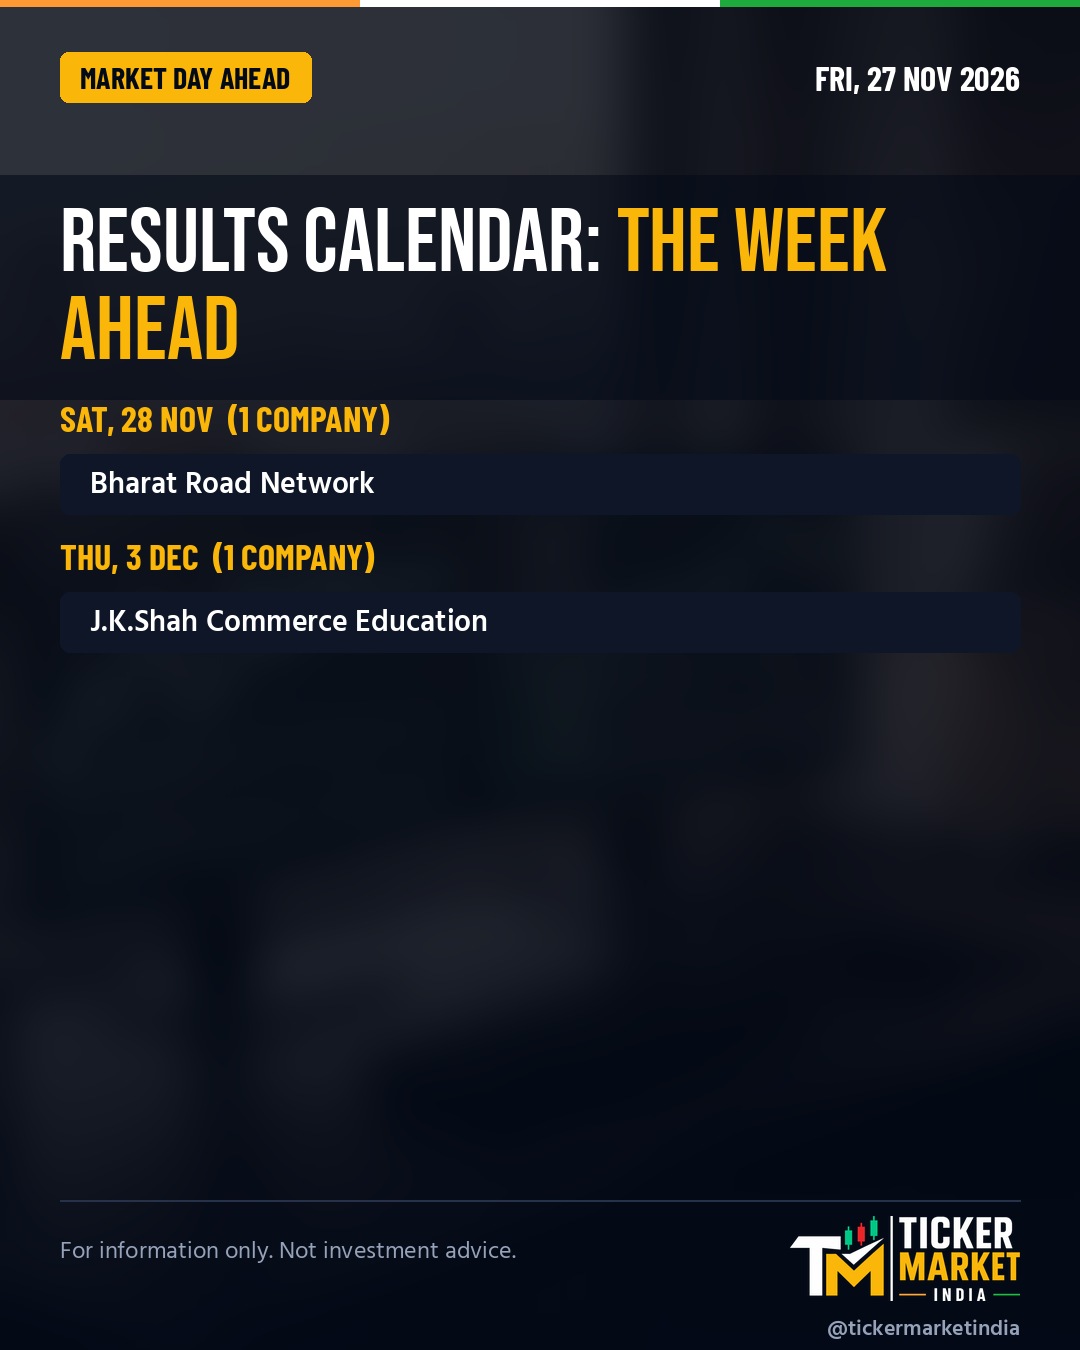 MARKET DAY AHEAD
FRI, 27 NOV 2026
RESULTS CALENDAR: THE WEEK
AHEAD
SAT, 28 NOV (1 COMPANY)
Bharat Road Network
THU, 3 DEC (1 COMPANY)
J.K.Shah Commerce Education
For information only. Not investment advice.
TM
TICKER
MARKET
INDIA
@tickermarketindia